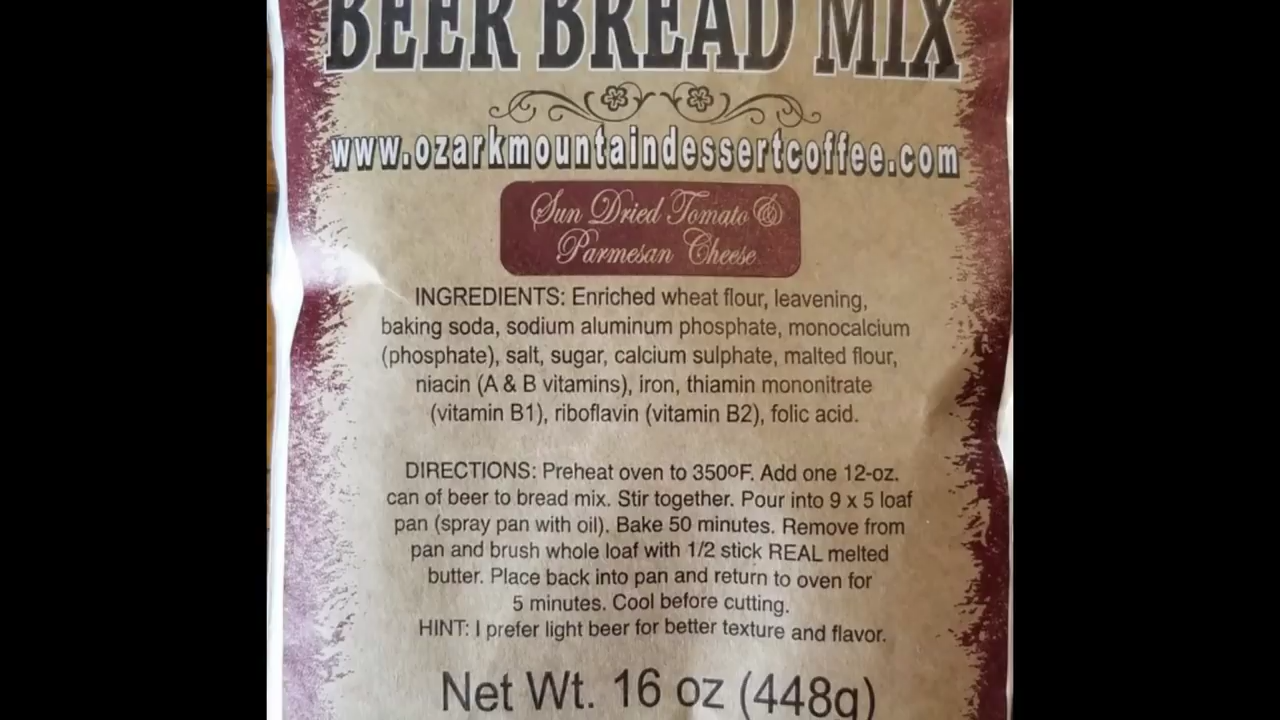 BEER BREAD MIX
www.ozarkmountaindessertcoffee.com
Sun Dried Tomato &
Parmesan Cheese
INGREDIENTS: Enriched wheat flour, leavening,
baking soda, sodium aluminum phosphate, monocalcium
(phosphate), salt, sugar, calcium sulphate, malted flour,
niacin (A & B vitamins), iron, thiamin mononitrate
(vitamin B1), riboflavin (vitamin B2), folic acid.
DIRECTIONS: Preheat oven to 350ºF. Add one 12-oz.
can of beer to bread mix. Stir together. Pour into 9 x 5 loaf
pan (spray pan with oil). Bake 50 minutes. Remove from
pan and brush whole loaf with 1/2 stick REAL melted
butter. Place back into pan and return to oven for
5 minutes. Cool before cutting.
HINT: I prefer light beer for better texture and flavor.
Net Wt. 16 oz (448g)